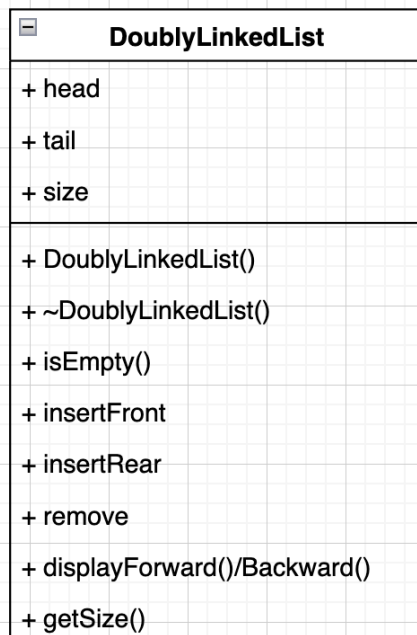 DoublyLinkedList
+ head
+ tail
+ size
+ DoublyLinkedList()
+ ~DoublyLinkedList()
+ isEmpty()
+ insertFront
+ insertRear
+ remove
+ displayForward()/Backward()
+ getSize()